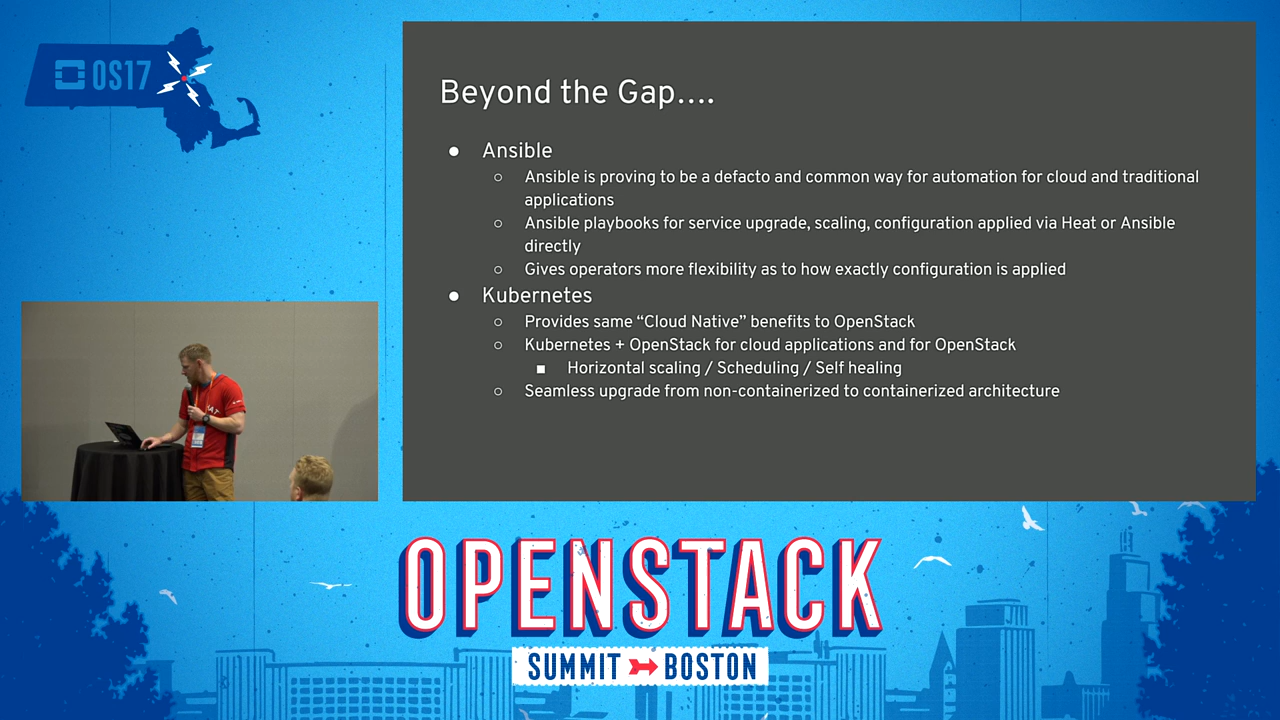 OS17
Beyond the Gap....
● Ansible
○ Ansible is proving to be a defacto and common way for automation for cloud and traditional
applications
○ Ansible playbooks for service upgrade, scaling, configuration applied via Heat or Ansible
directly
○ Gives operators more flexibility as to how exactly configuration is applied
● Kubernetes
○ Provides same “Cloud Native” benefits to OpenStack
○ Kubernetes + OpenStack for cloud applications and for OpenStack
■ Horizontal scaling / Scheduling / Self healing
○ Seamless upgrade from non-containerized to containerized architecture
OPENSTACK
SUMMIT BOSTON